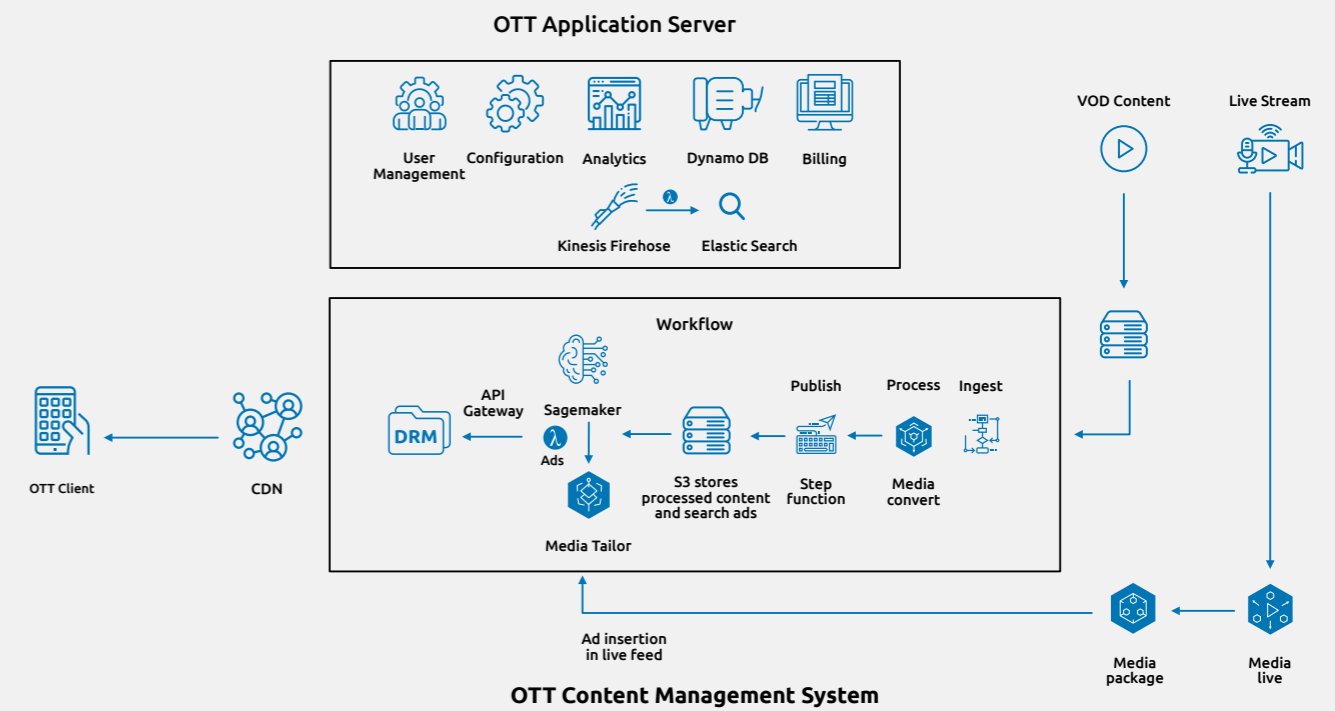 OTT Application Server
User
Management
Configuration
Analytics
Dynamo DB
Billing
λ
Kinesis Firehose
Elastic Search
VOD Content
Live Stream
Workflow
API
Gateway
DRM
Sagemaker
λ
Ads
Media Tailor
S3 stores
processed content
and search ads
Publish
Step
function
Process
Media
convert
Ingest
OTT Client
CDN
Ad insertion
in live feed
Media
package
Media
live
OTT Content Management System